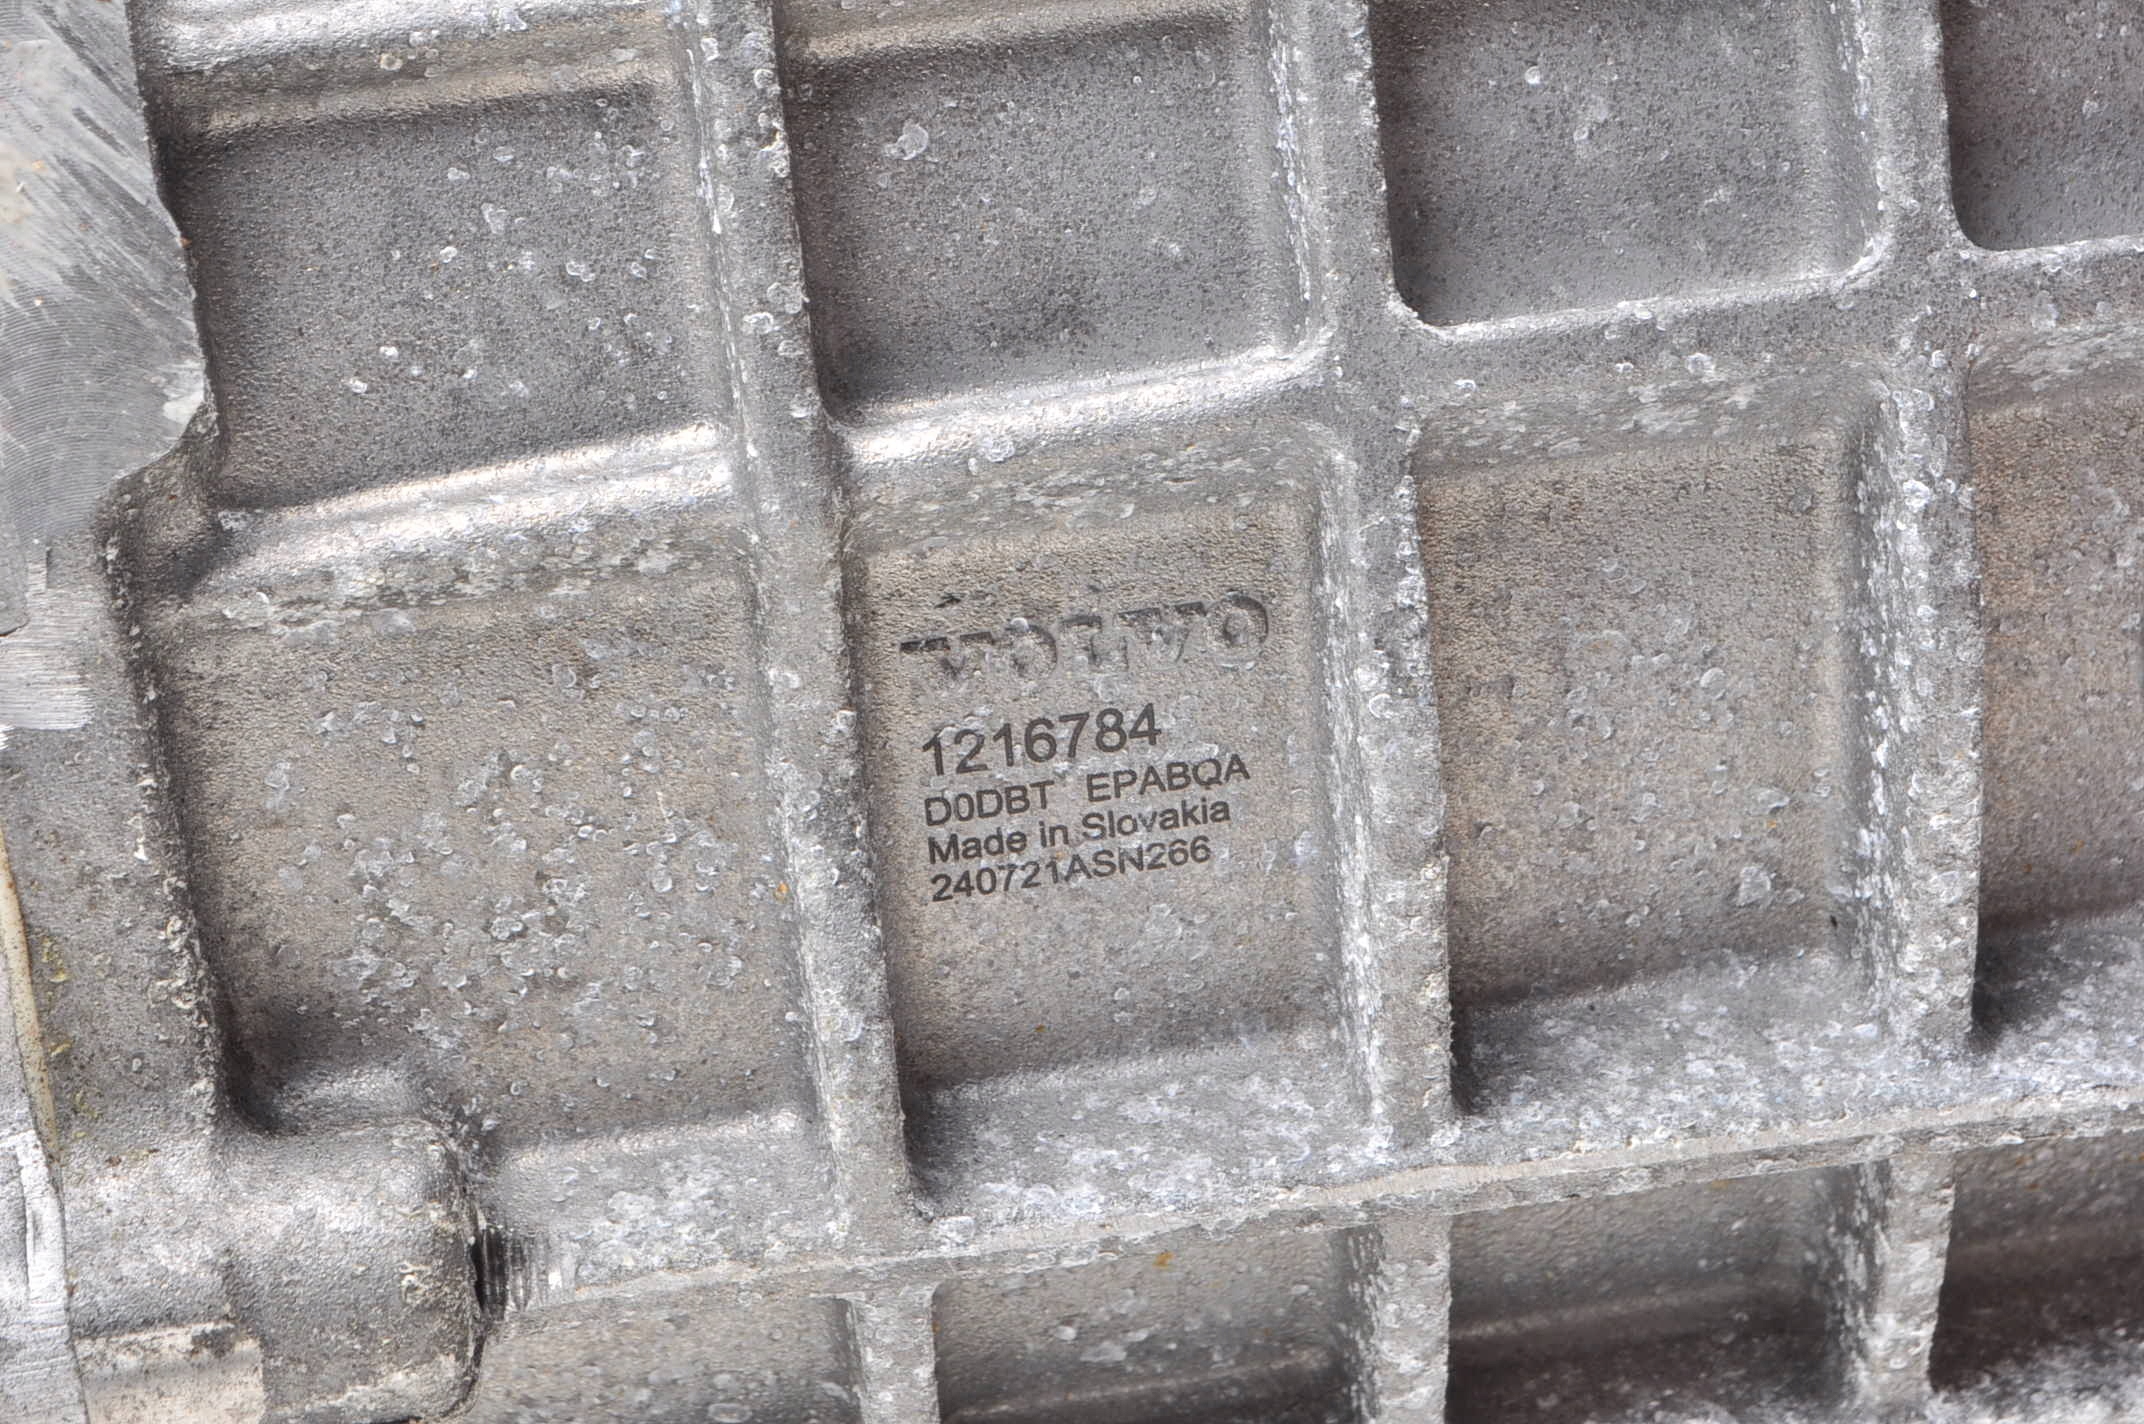 VOLVO
1216784
D0DBT EPABQA
Made in Slovakia
240721ASN266